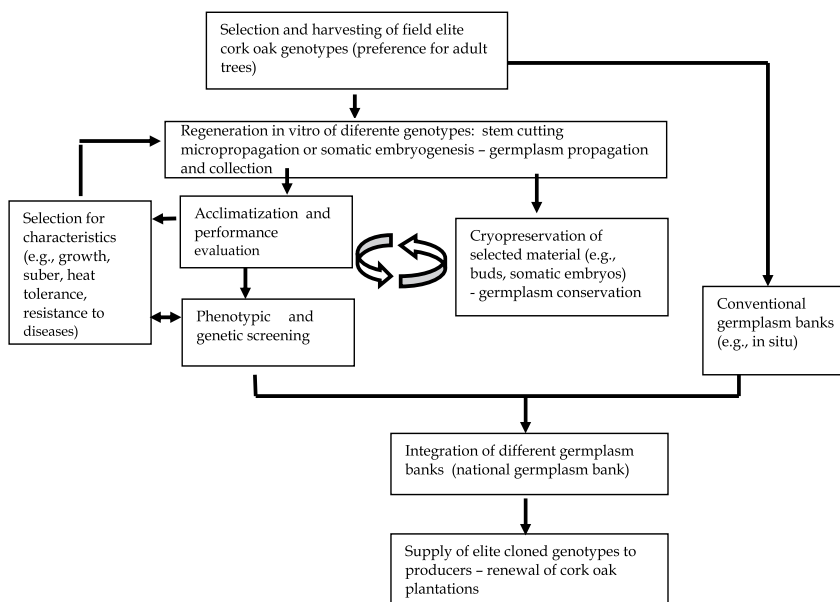 Selection and harvesting of field elite
cork oak genotypes (preference for adult
trees)
Regeneration in vitro of diferente genotypes: stem cutting
micropropagation or somatic embryogenesis – germplasm propagation
and collection
Selection for
characteristics
(e.g., growth,
suber, heat
tolerance,
resistance to
diseases)
Acclimatization and
performance
evaluation
Cryopreservation of
selected material (e.g.,
buds, somatic embryos)
- germplasm conservation
Phenotypic and
genetic screening
Conventional
germplasm banks
(e.g., in situ)
Integration of different germplasm
banks (national germplasm bank)
Supply of elite cloned genotypes to
producers – renewal of cork oak
plantations